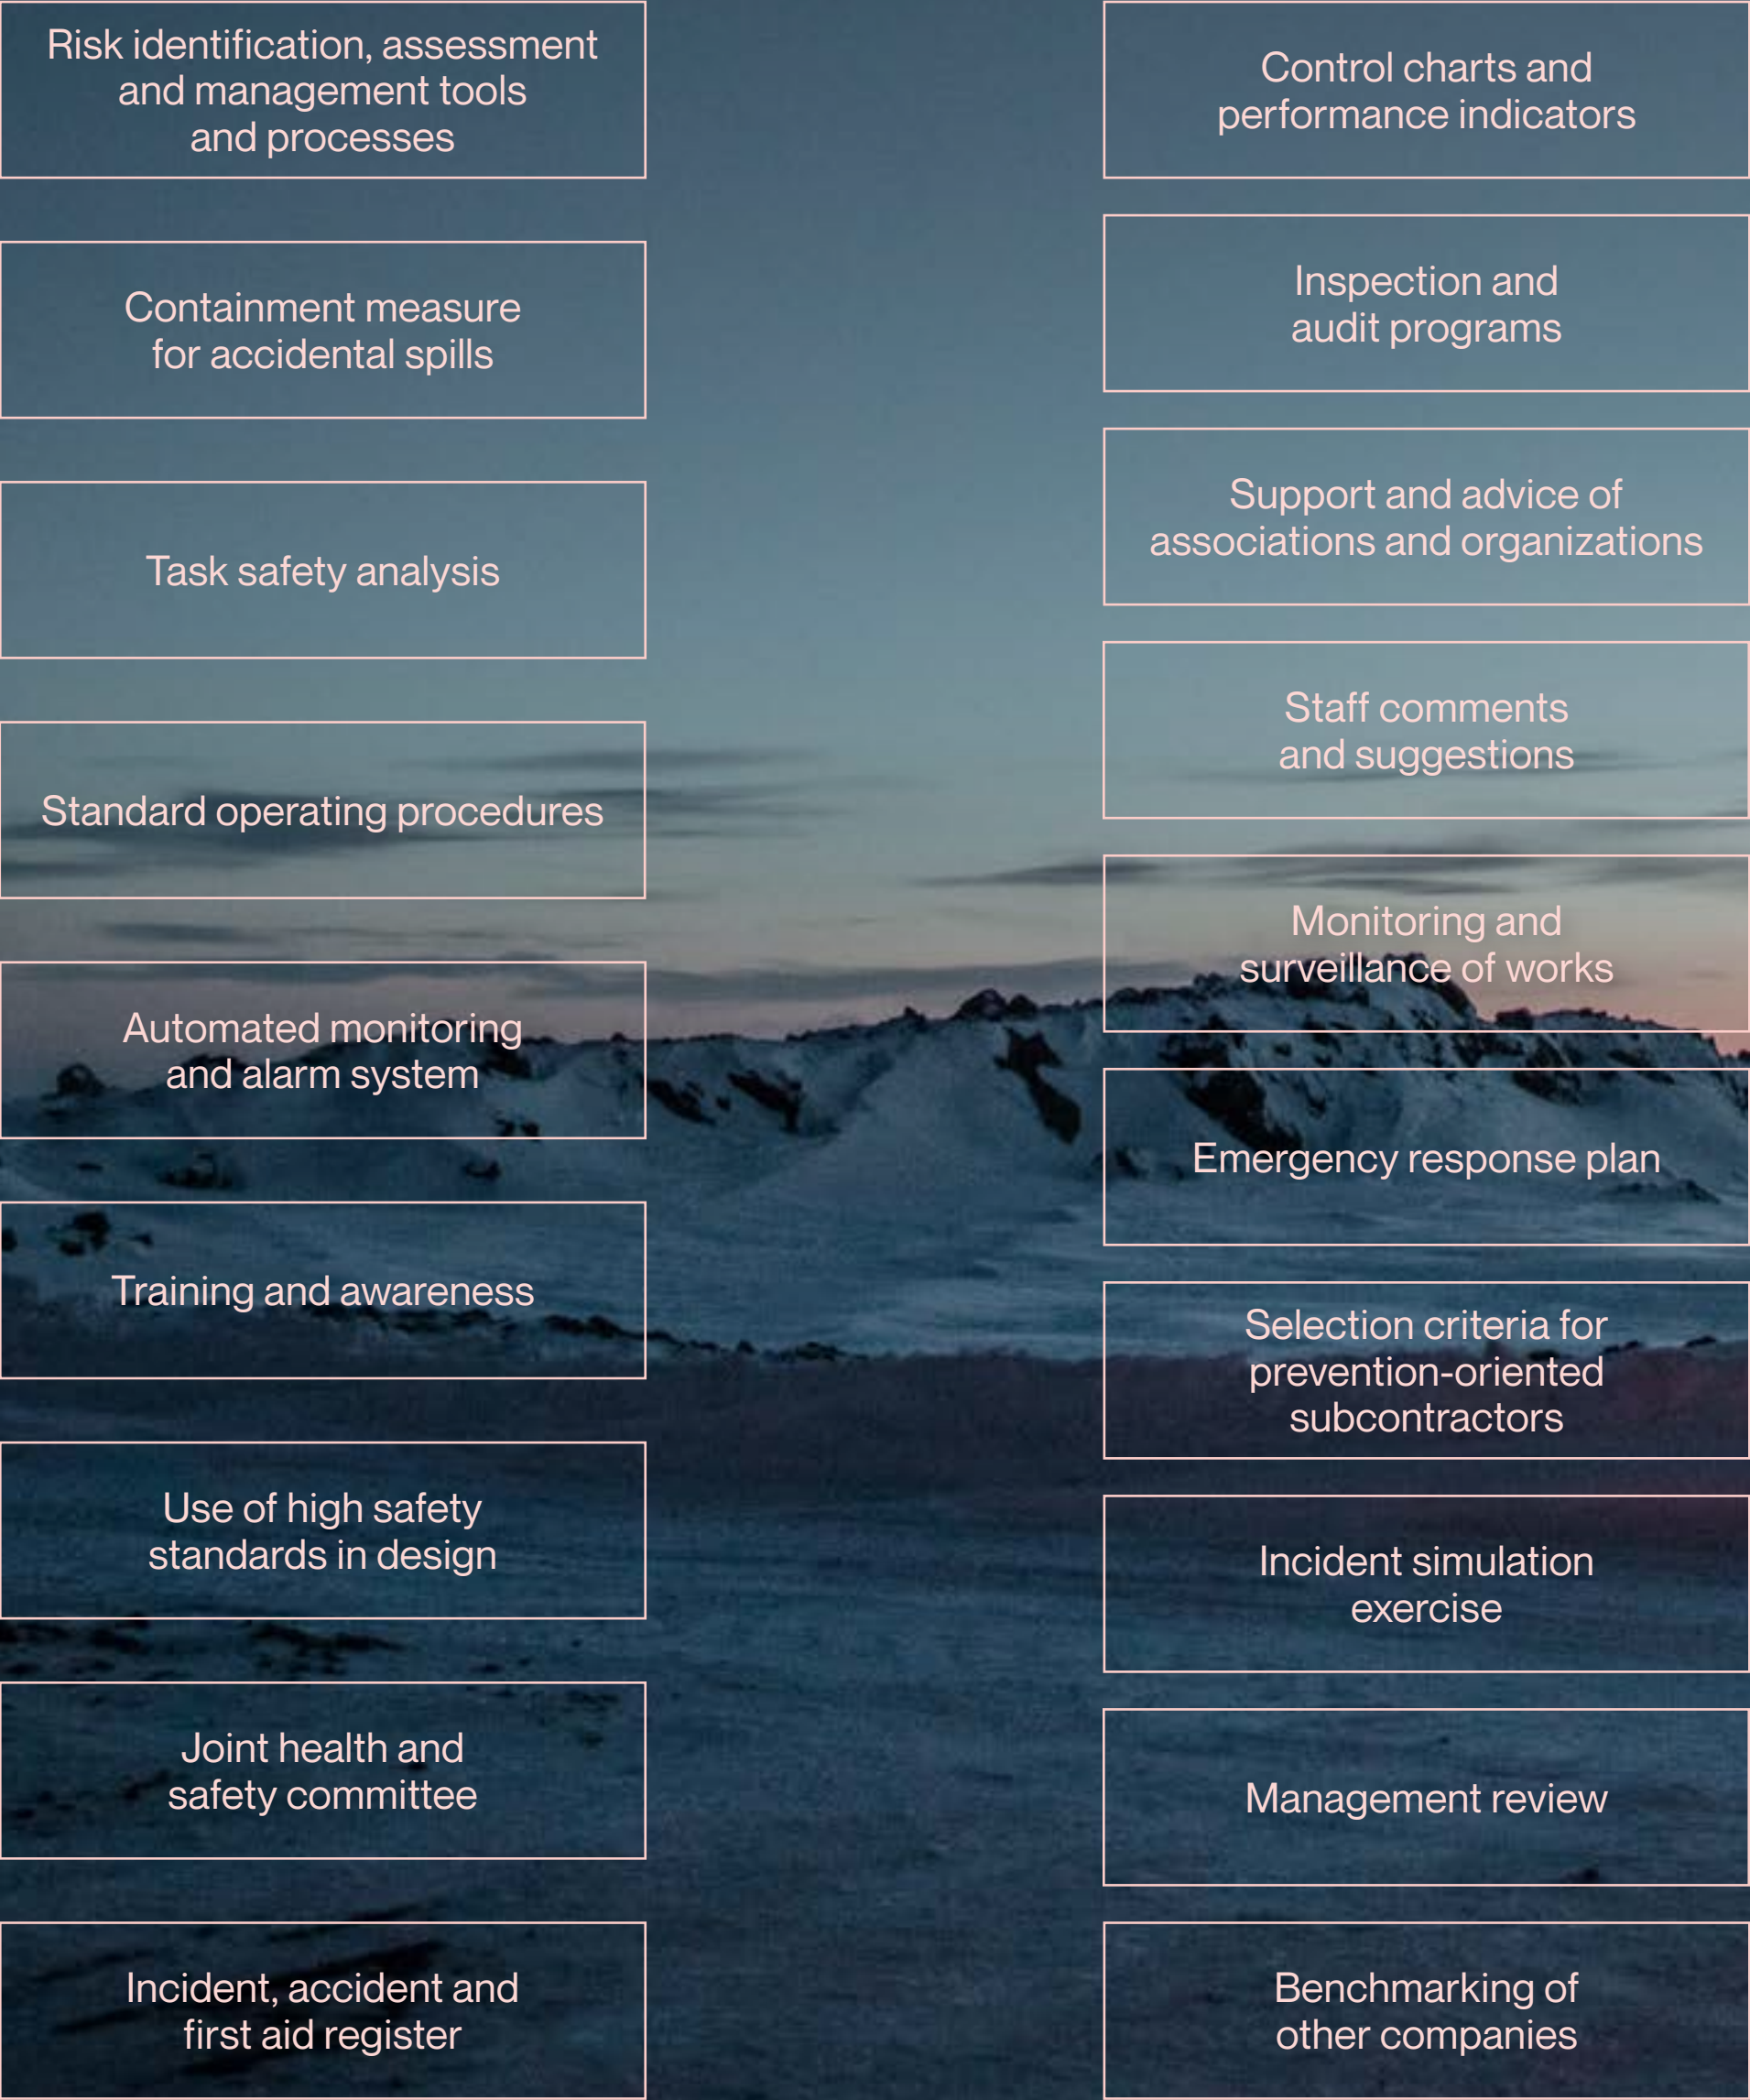 Risk identification, assessment
and management tools
and processes
Containment measure
for accidental spills
Task safety analysis
Standard operating procedures
Automated monitoring
and alarm system
Training and awareness
Use of high safety
standards in design
Joint health and
safety committee
Incident, accident and
first aid register
Control charts and
performance indicators
Inspection and
audit programs
Support and advice of
associations and organizations
Staff comments
and suggestions
Monitoring and
surveillance of works
Emergency response plan
Selection criteria for
prevention-oriented
subcontractors
Incident simulation
exercise
Management review
Benchmarking of
other companies